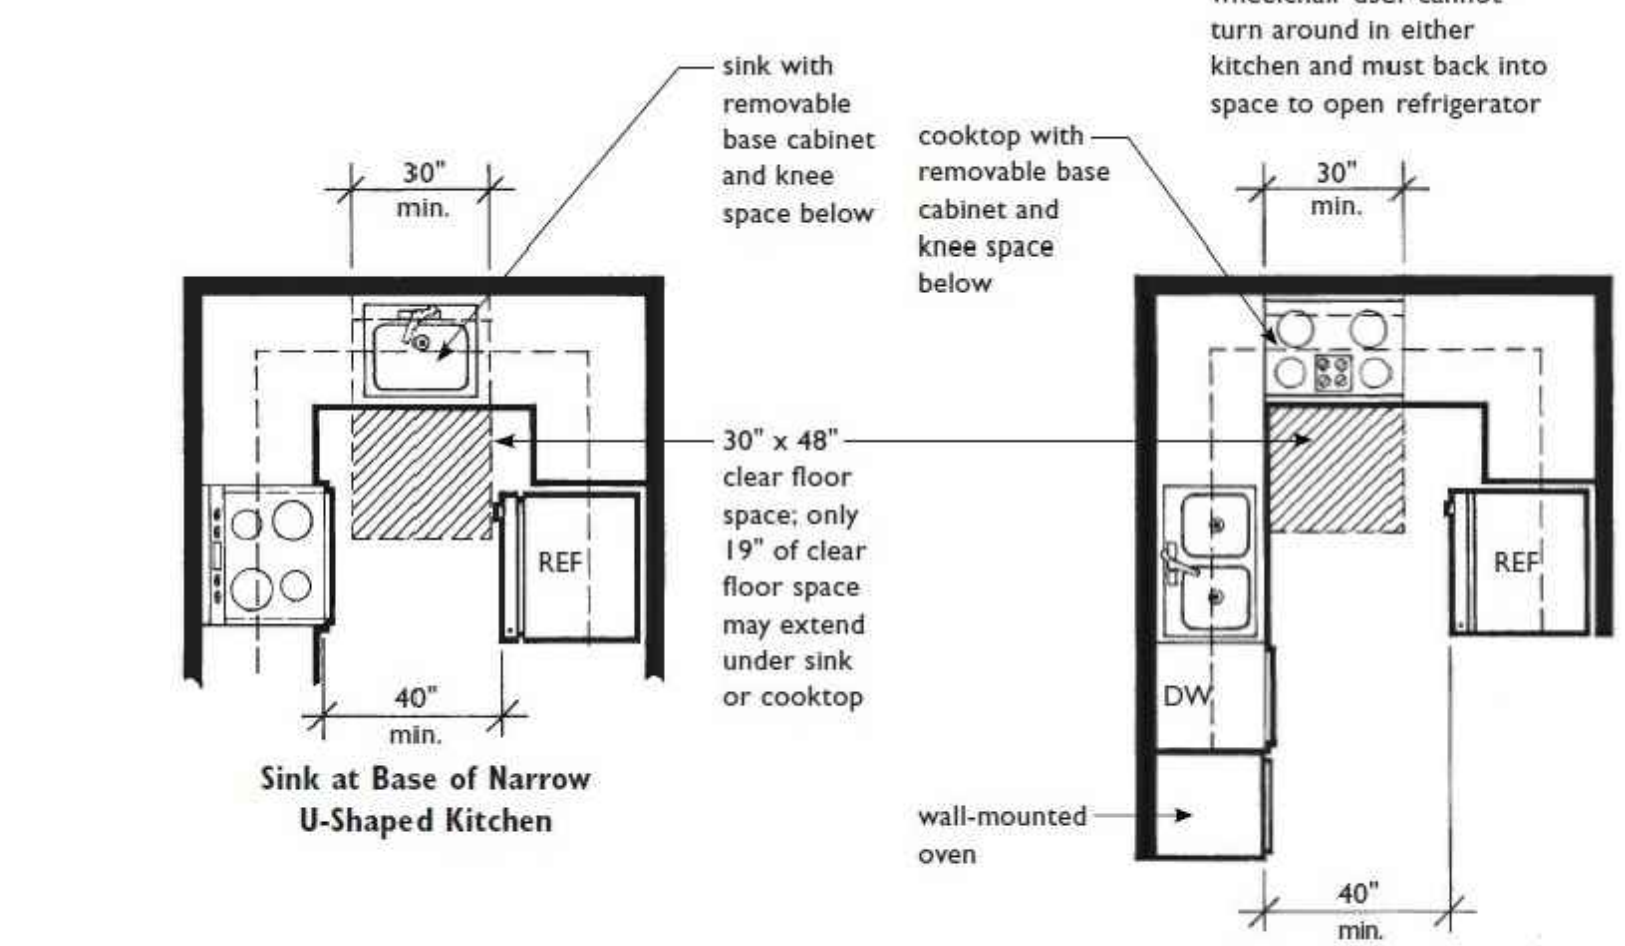 wheelchair user cannot
turn around in either
kitchen and must back into
space to open refrigerator
sink with
removable
base cabinet
and knee
space below
cooktop with
removable base
cabinet and
knee space
below
30"
min.
30"
min.
30" x 48"
clear floor
space; only
19" of clear
floor space
may extend
under sink
or cooktop
REF
REF
DW
40"
min.
Sink at Base of Narrow
U-Shaped Kitchen
wall-mounted
oven
40"
min.